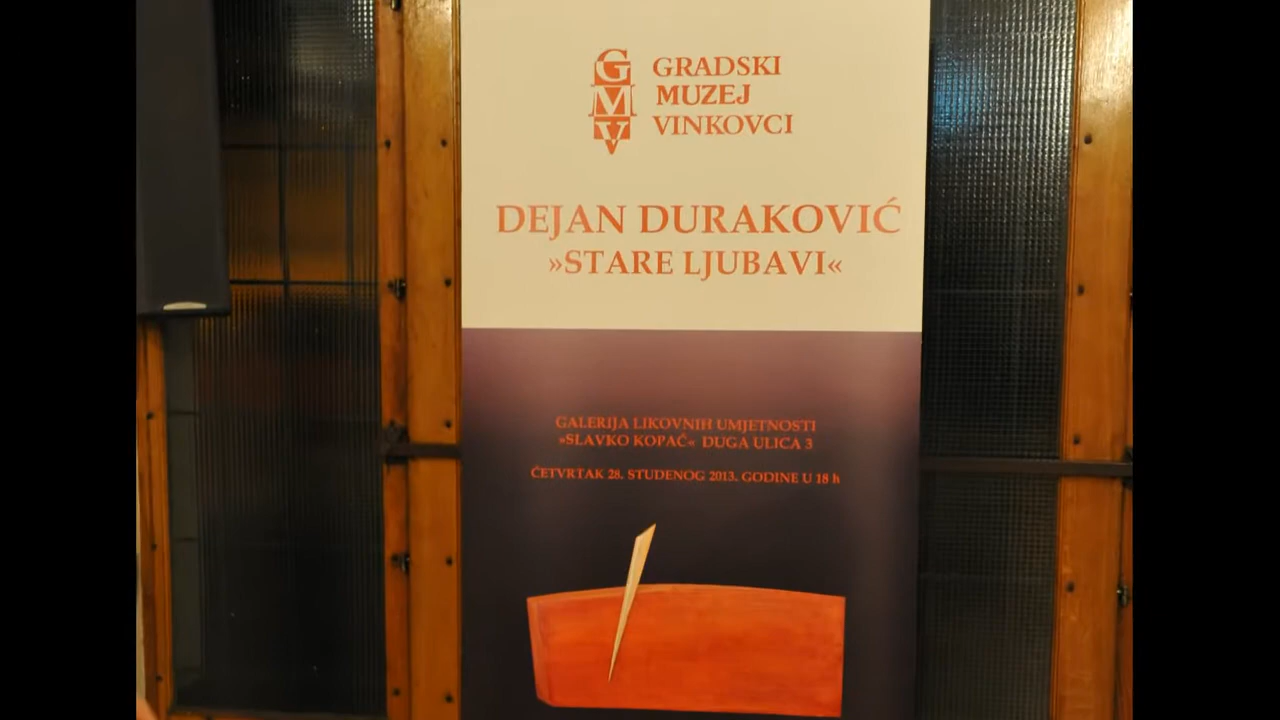 GMV
GRADSKI
MUZEJ
VINKOVCI
DEJAN DURAKOVIĆ
»STARE LJUBAVI«
GALERIJA LIKOVNIH UMJETNOSTI
»SLAVKO KOPAČ« DUGA ULICA 3
ČETVRTAK 28. STUDENOG 2013. GODINE U 18 h